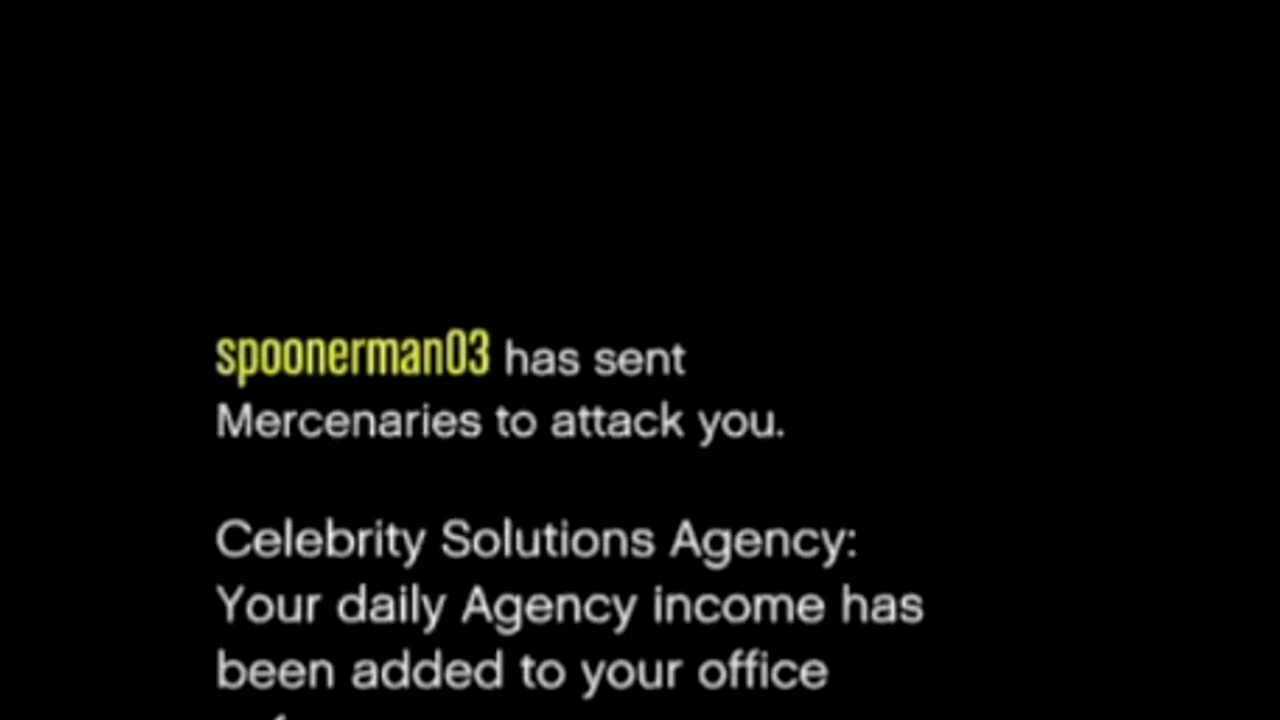 spoonerman03 has sent
Mercenaries to attack you.
Celebrity Solutions Agency:
Your daily Agency income has
been added to your office